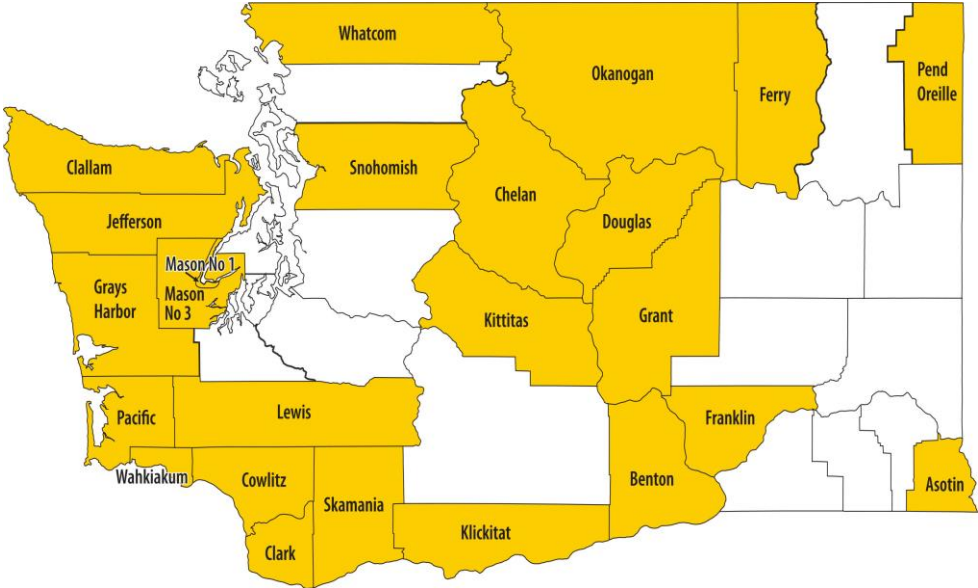 Whatcom
Okanogan
Ferry
Pend
Oreille
Clallam
Snohomish
Chelan
Jefferson
Douglas
Mason No 1
Grays
Harbor
Mason
No 3
Kittitas
Grant
Pacific
Lewis
Franklin
Wahkiakum
Cowlitz
Skamania
Benton
Asotin
Klickitat
Clark